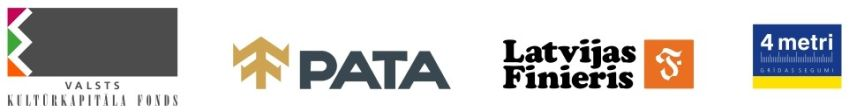 VALSTS
KULTŪRKAPITĀLA FONDS
PATA
Latvijas
Finieris
4 metri
GRĪDAS SEGUMI